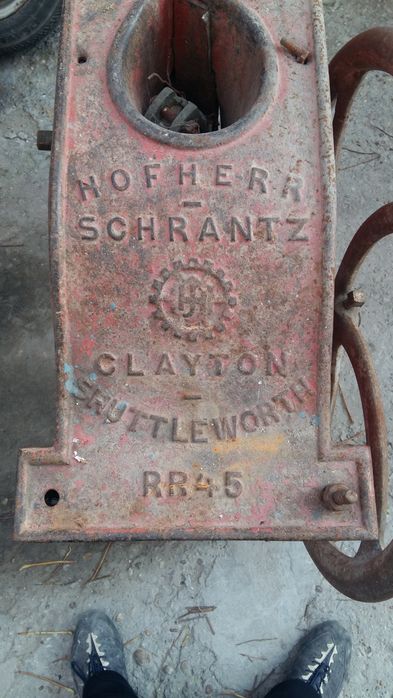 HOFHERR
-
SCHRANTZ
CLAYTON
-
SHUTTLEWORTH
RR45